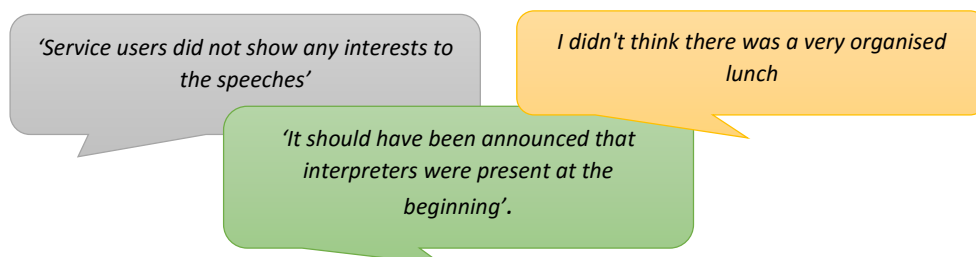 ‘Service users did not show any interests to
the speeches’
I didn't think there was a very organised
lunch
‘It should have been announced that
interpreters were present at the
beginning’.